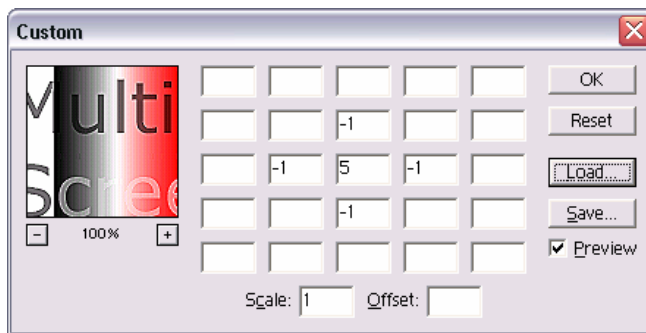 Custom
Multi
Scree
100%
- +
-1
-1 5 -1
-1
Scale: 1 Offset:
OK
Reset
Load...
Save...
Preview